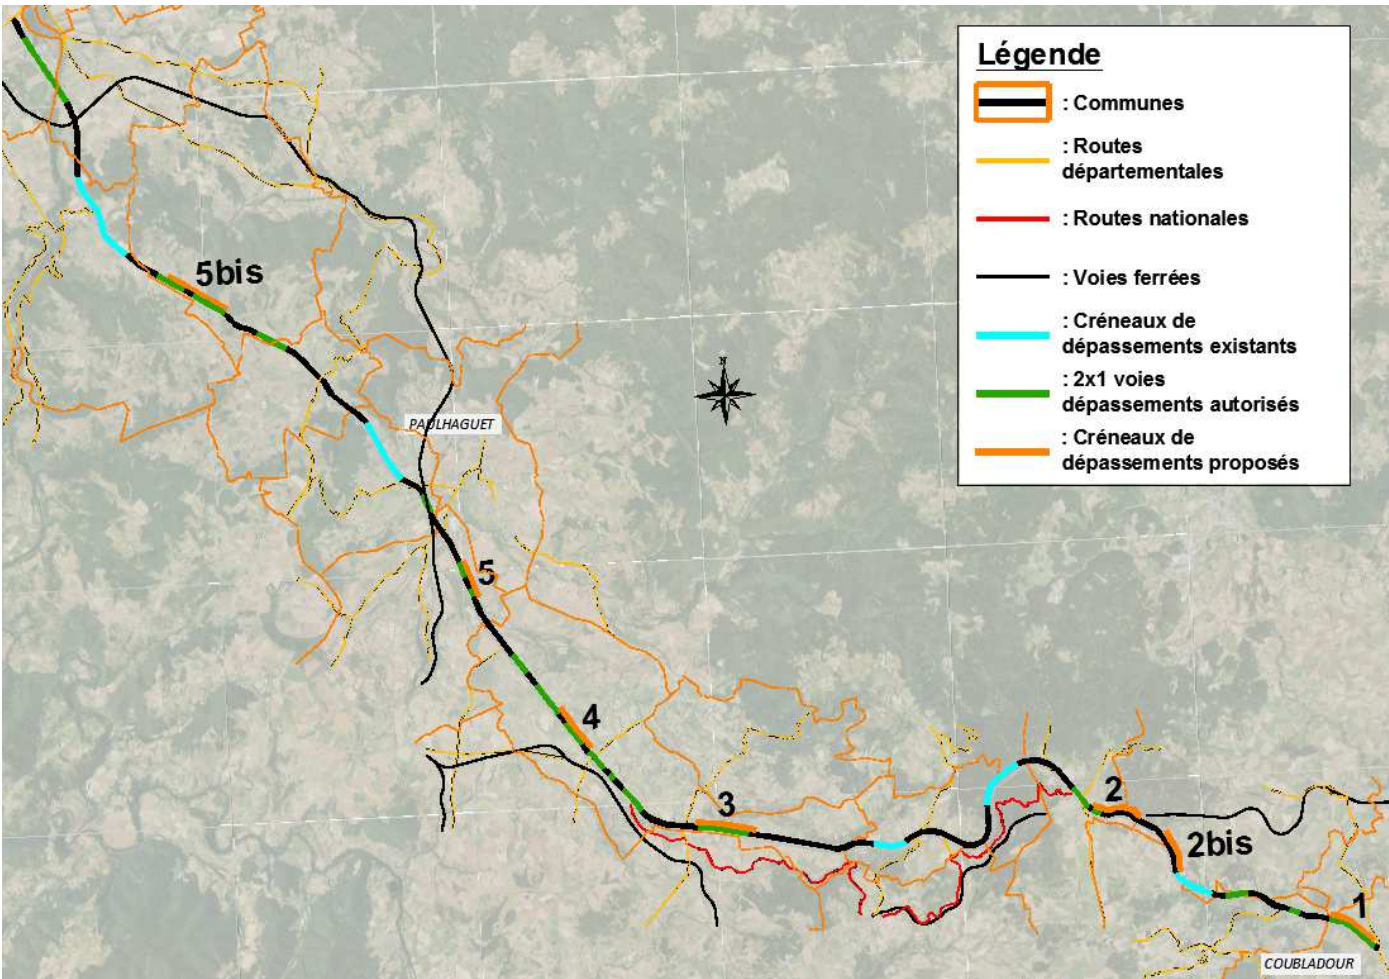 Légende
: Communes
: Routes
départementales
: Routes nationales
: Voies ferrées
: Créneaux de
dépassements existants
: 2x1 voies
dépassements autorisés
: Créneaux de
dépassements proposés
5bis
N
PAULHAGUET
5
4
3
2
2bis
1
COUBLADOUR